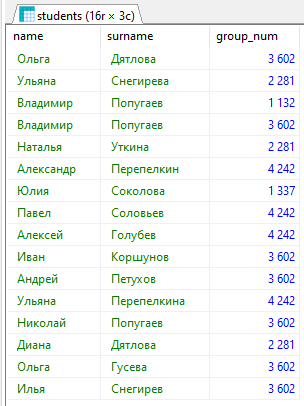 students (16r × 3c)
name surname group_num
Ольга Дятлова 3 602
Ульяна Снегирева 2 281
Владимир Попугаев 1 132
Владимир Попугаев 3 602
Наталья Уткина 2 281
Александр Перепелкин 4 242
Юлия Соколова 1 337
Павел Соловьев 4 242
Алексей Голубев 4 242
Иван Коршунов 3 602
Андрей Петухов 3 602
Ульяна Перепелкина 4 242
Николай Попугаев 3 602
Диана Дятлова 2 281
Ольга Гусева 3 602
Илья Снегирев 3 602